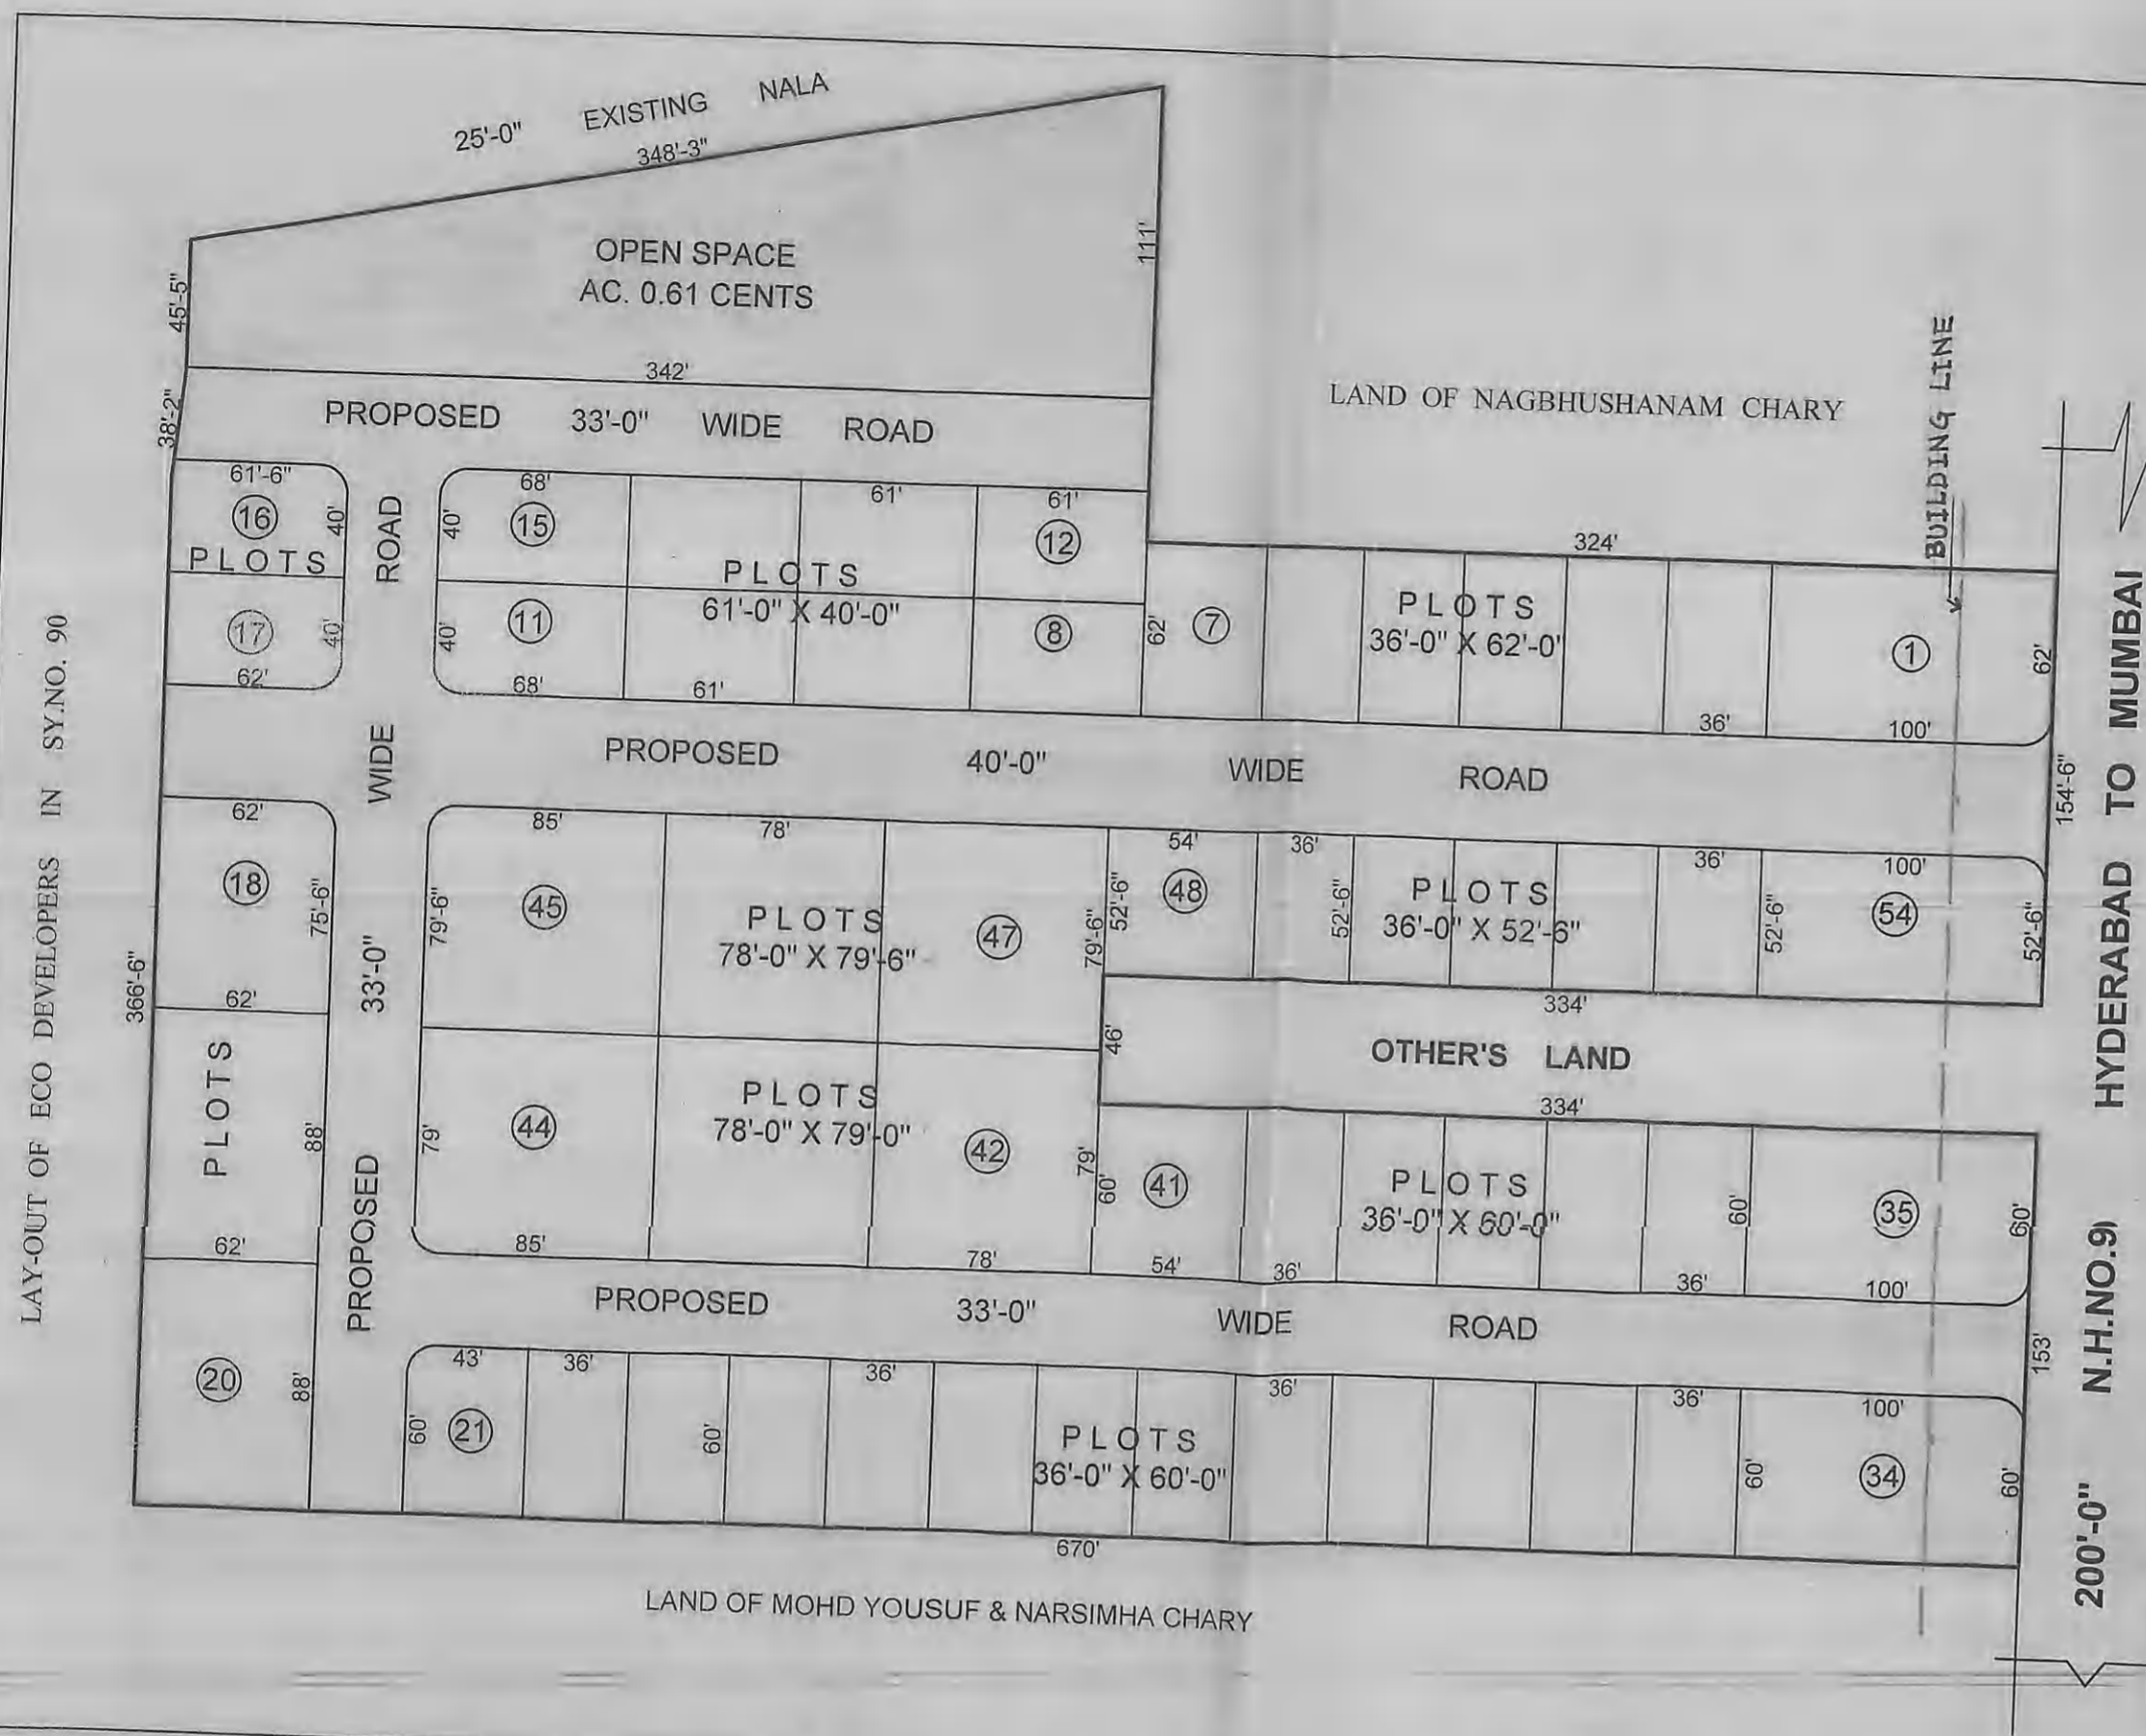 25'-0" EXISTING NALA
348'-3"
OPEN SPACE
AC. 0.61 CENTS
45'-5"
111'
342'
38'-2"
PROPOSED 33'-0" WIDE ROAD
LAND OF NAGBHUSHANAM CHARY
BUILDING LINE
61'-6"
16
40'
PLOTS
17
40'
62'
ROAD
68'
61'
61'
40'
15
12
PLOTS
61'-0" X 40'-0"
40'
11
8
68'
61'
324'
62'
7
PLOTS
36'-0" X 62'-0"
1
62'
36'
100'
PROPOSED 40'-0" WIDE ROAD
154'-6"
WIDE
62'
18
75'-6"
62'
366'-6"
33'-0"
85'
78'
79'-6"
45
PLOTS
78'-0" X 79'-6"
47
79'-6"
54'
36'
36'
100'
52'-6"
48
52'-6"
PLOTS
36'-0" X 52'-6"
52'-6"
54
52'-6"
334'
46'
OTHER'S LAND
334'
PLOTS
88'
62'
79'
44
PLOTS
78'-0" X 79'-0"
42
79'
85'
78'
60'
41
PLOTS
36'-0" X 60'-0"
60'
35
60'
54'
36'
36'
100'
PROPOSED
PROPOSED 33'-0" WIDE ROAD
153'
20
88'
43'
36'
36'
36'
36'
100'
60'
21
60'
PLOTS
36'-0" X 60'-0"
60'
34
60'
670'
LAND OF MOHD YOUSUF & NARSIMHA CHARY
LAY-OUT OF ECO DEVELOPERS IN SY.NO. 90
200'-0" N.H.NO.9) HYDERABAD TO MUMBAI